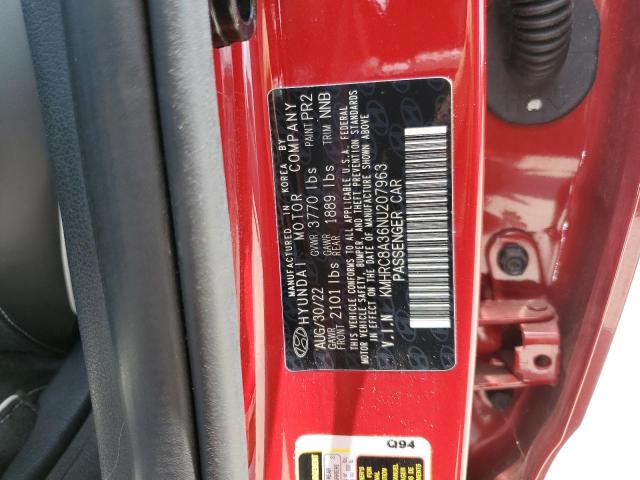 MANUFACTURED IN KOREA BY
HYUNDAI MOTOR COMPANY
AUG/30/22 GVWR 3770 lbs PAINT PR2
GAWR FRONT 2101 lbs GAWR REAR 1889 lbs TRIM NNB
THIS VEHICLE CONFORMS TO ALL APPLICABLE U.S.A. FEDERAL
MOTOR VEHICLE SAFETY, BUMPER, AND THEFT PREVENTION STANDARDS
IN EFFECT ON THE DATE OF MANUFACTURE SHOWN ABOVE
V.I.N KMHRC8A36NU207963
PASSENGER CAR
Q94